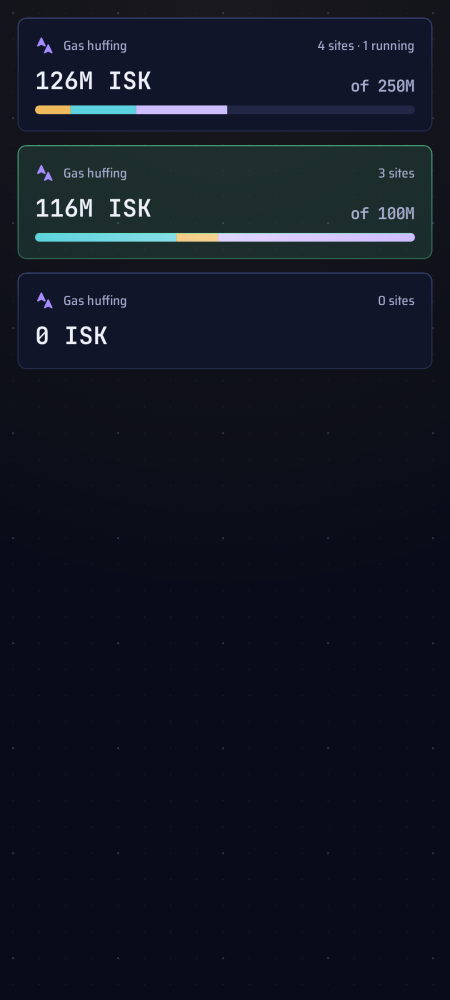 Gas huffing 4 sites · 1 running
126M ISK of 250M
Gas huffing 3 sites
116M ISK of 100M
Gas huffing 0 sites
0 ISK